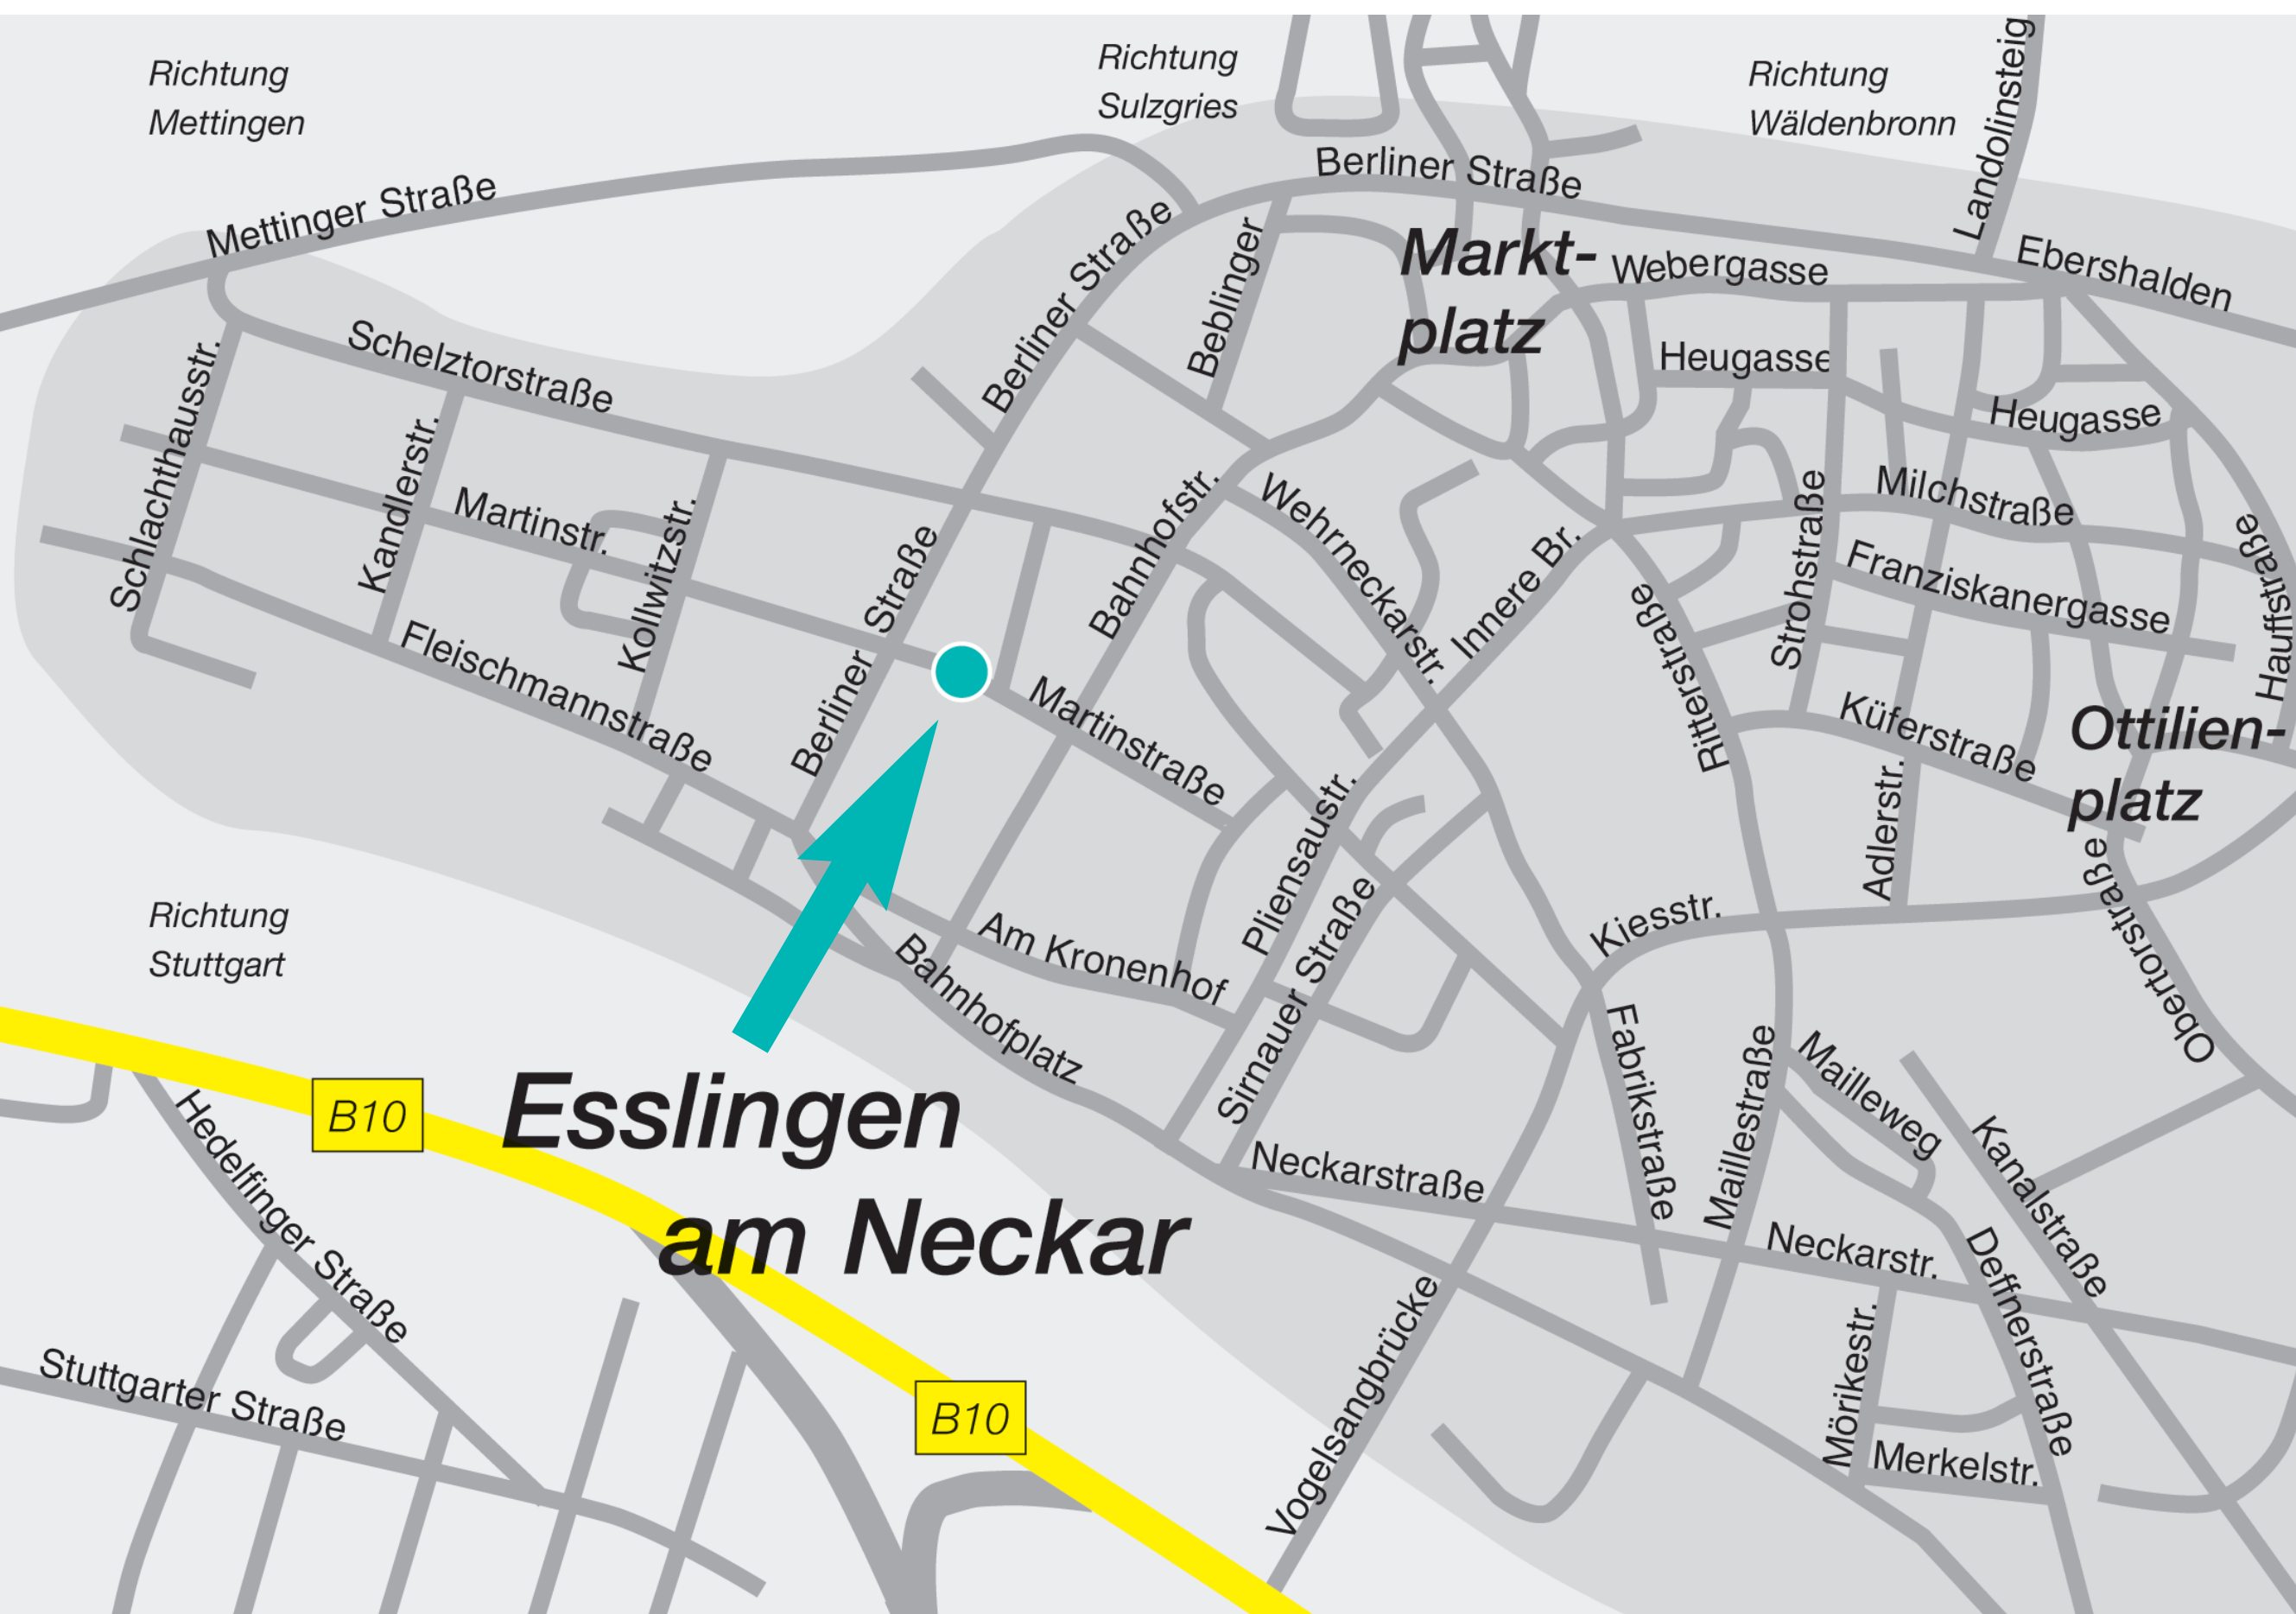 Richtung
Mettingen
Richtung
Sulzgries
Richtung
Wäldenbronn
Landolinsteig
Mettinger Straße
Berliner Straße
Berliner Straße
Beblinger
Markt-
platz
Webergasse
Ebershalden
Heugasse
Heugasse
Schelztorstraße
Schlachthausstr.
Kandlerstr.
Martinstr.
Kollwitzstr.
Berliner Straße
Bahnhofstr.
Wehrneckarstr.
Innere Br.
Milchstraße
Strohstraße
Franziskanergasse
Hauffstraße
Ritterstraße
Fleischmannstraße
Martinstraße
Küferstraße
Ottilien-
platz
Adlerstr.
Pliensaustr.
Sirnauer Straße
Kiesstr.
Obertorstraße
Richtung
Stuttgart
Am Kronenhof
Bahnhofplatz
B10
Esslingen
am Neckar
Hedelfinger Straße
Neckarstraße
Fabrikstraße
Maillestraße
Mailleweg
Kanalstraße
Neckarstr.
Deffnerstraße
Stuttgarter Straße
B10
Vogelsangbrücke
Mörikestr.
Merkelstr.